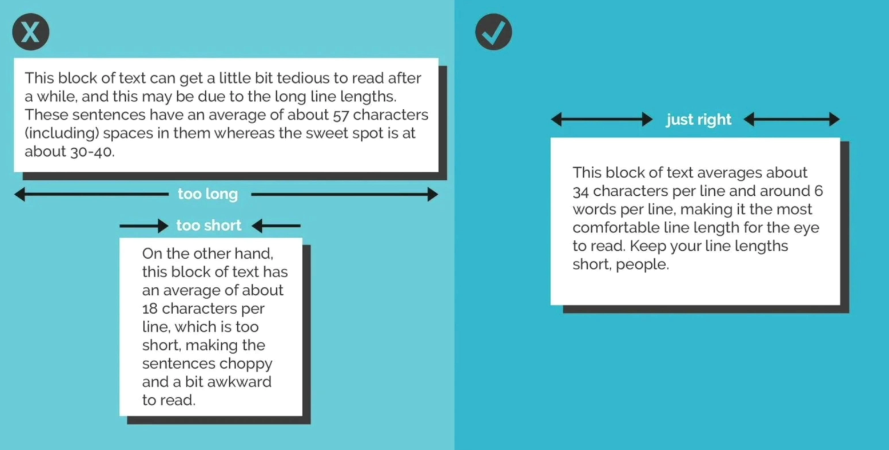 X
This block of text can get a little bit tedious to read after
a while, and this may be due to the long line lengths.
These sentences have an average of about 57 characters
(including) spaces in them whereas the sweet spot is at
about 30-40.
too long
too short
On the other hand,
this block of text has
an average of about
18 characters per
line, which is too
short, making the
sentences choppy
and a bit awkward
to read.
just right
This block of text averages about
34 characters per line and around 6
words per line, making it the most
comfortable line length for the eye
to read. Keep your line lengths
short, people.